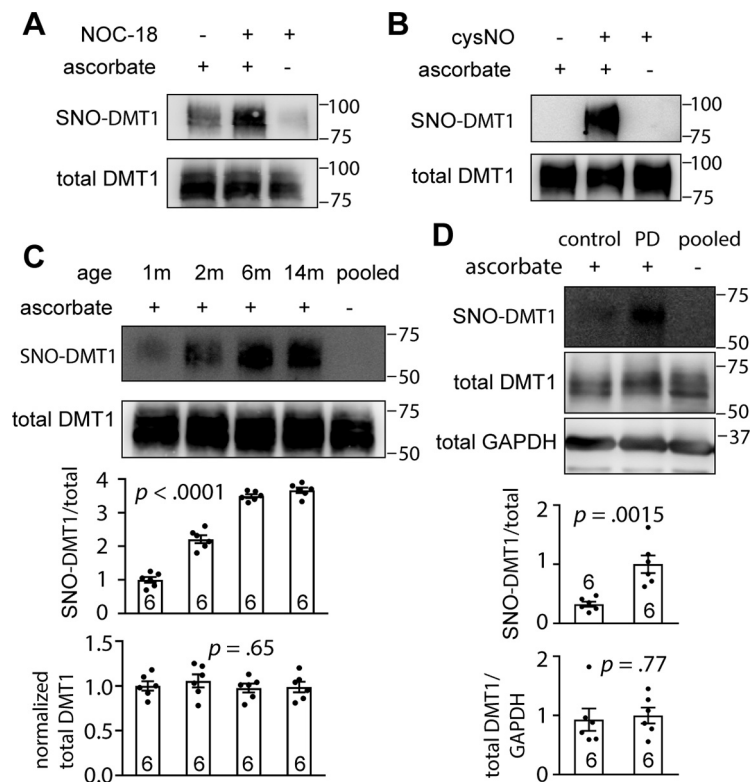 A
NOC-18 - + +
ascorbate + + -
SNO-DMT1
–100
–75
total DMT1
–100
–75
B
cysNO - + +
ascorbate + + -
SNO-DMT1
–100
–75
total DMT1
–100
–75
C
age 1m 2m 6m 14m pooled
ascorbate + + + + -
SNO-DMT1
–75
–50
total DMT1
–75
–50
SNO-DMT1/total
4
3
2
1
0
p < .0001
6 6 6 6
normalized
total DMT1
1.5
1.0
0.5
0.0
p = .65
6 6 6 6
D
control PD pooled
ascorbate + + -
SNO-DMT1
–75
–50
total DMT1
–75
–50
total GAPDH
–37
SNO-DMT1/total
2
1
0
p = .0015
6 6
total DMT1/
GAPDH
2
1
0
p = .77
6 6